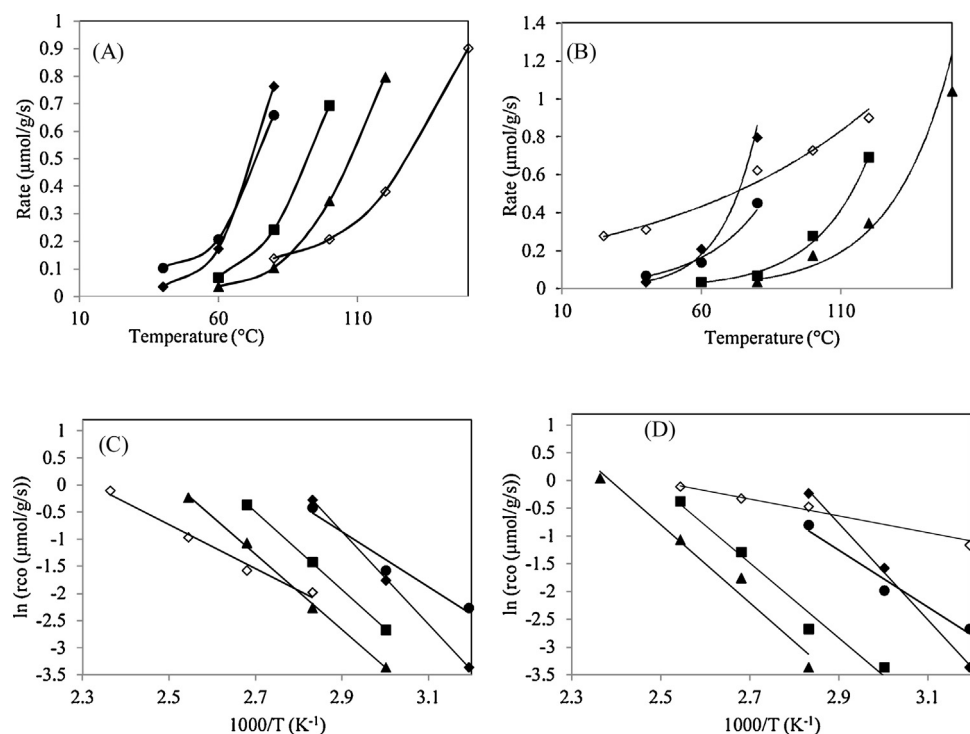 (A)
Rate (μmol/g/s)
1
0.9
0.8
0.7
0.6
0.5
0.4
0.3
0.2
0.1
0
10 60 110
Temperature (°C)
(B)
Rate (μmol/g/s)
1.4
1.2
1
0.8
0.6
0.4
0.2
0
10 60 110
Temperature (°C)
(C)
ln (rco (μmol/g/s))
1
0.5
0
-0.5
-1
-1.5
-2
-2.5
-3
-3.5
2.3 2.5 2.7 2.9 3.1
1000/T (K⁻¹)
(D)
ln (rco (μmol/g/s))
1
0.5
0
-0.5
-1
-1.5
-2
-2.5
-3
-3.5
2.3 2.5 2.7 2.9 3.1
1000/T (K⁻¹)